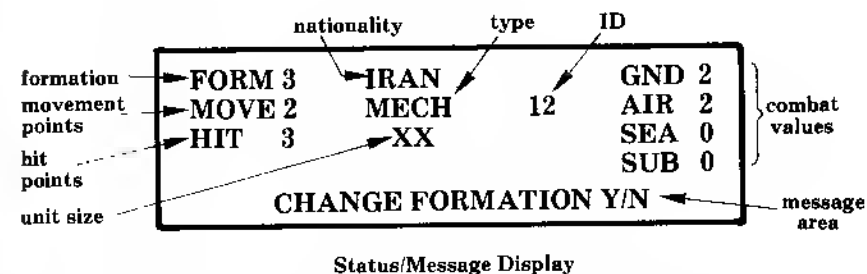 nationality type ID
formation FORM 3 IRAN GND 2
movement points MOVE 2 MECH 12 AIR 2 combat values
hit points HIT 3 XX SEA 0
SUB 0
unit size CHANGE FORMATION Y/N message area
Status/Message Display